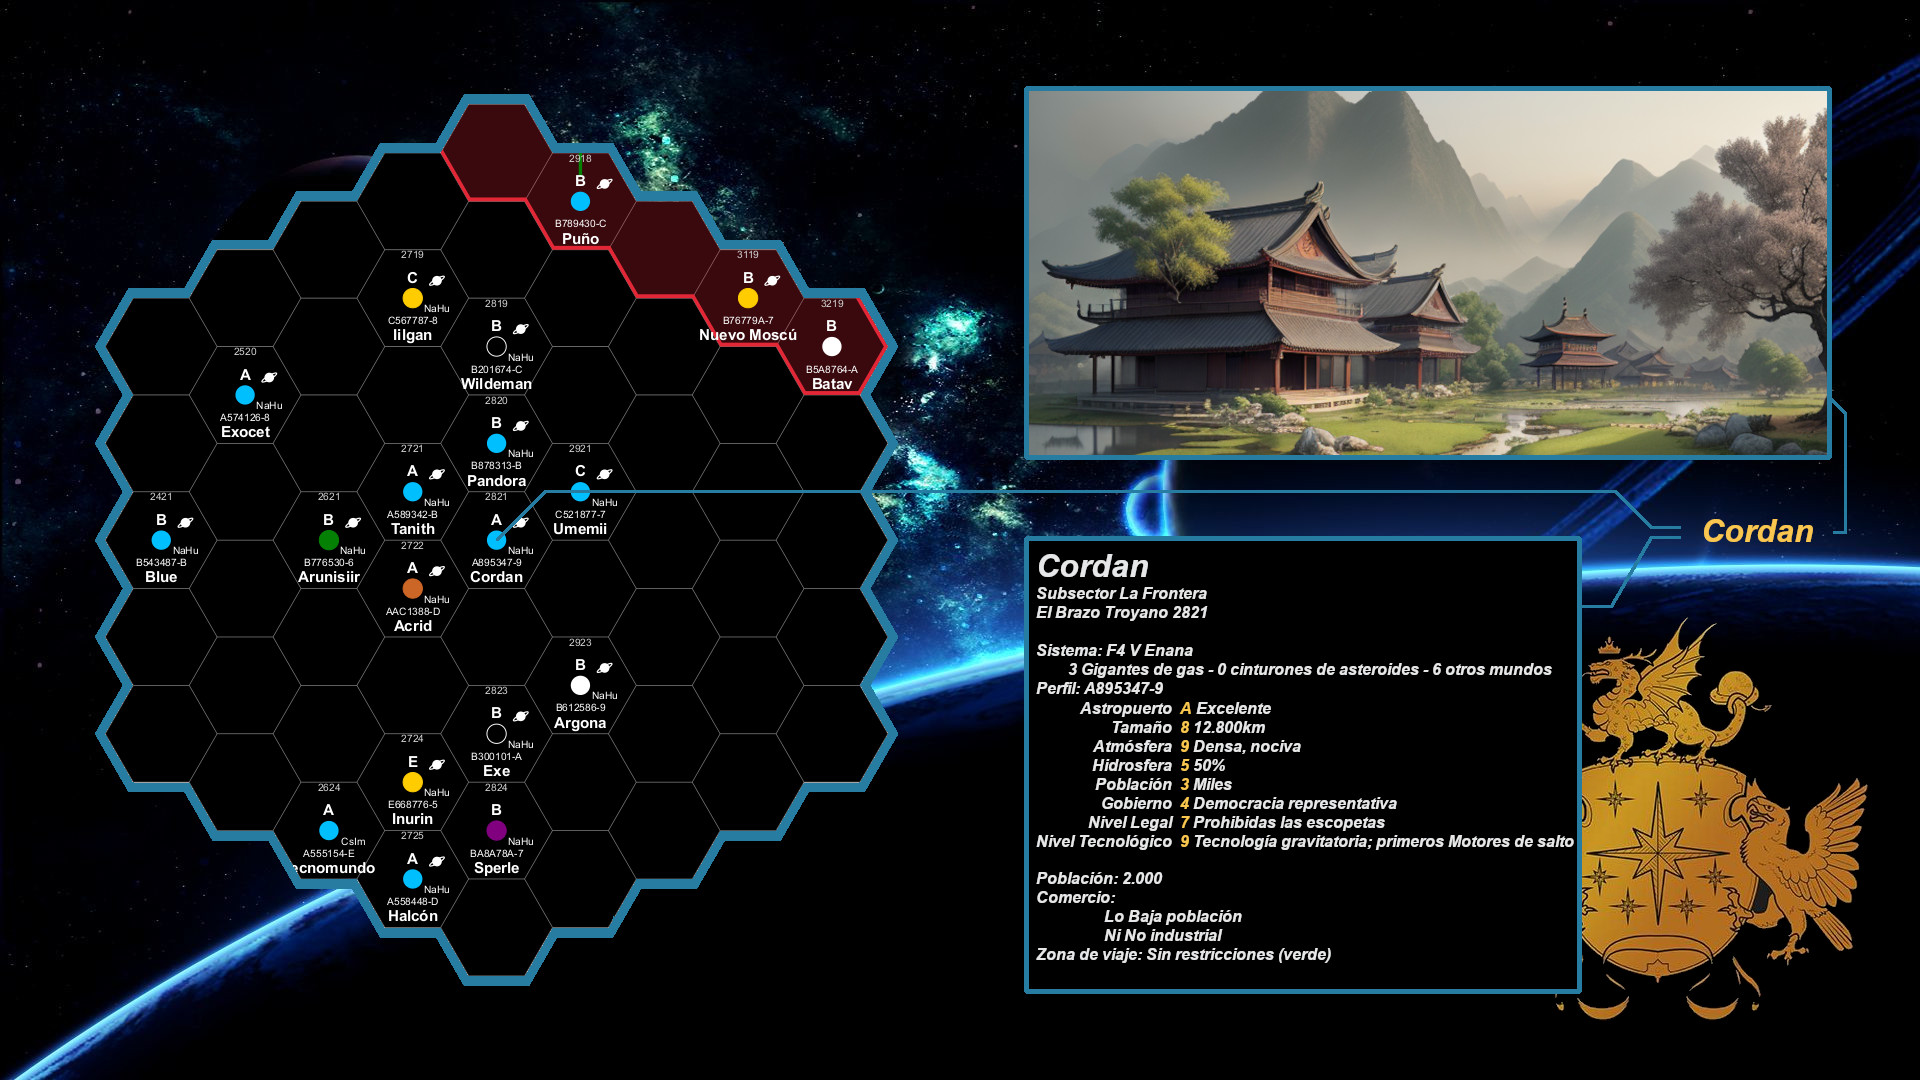 2918
B
B789430-C
Puño
2719
C
NaHu
C567787-8
Iilgan
3119
B
B76779A-7
Nuevo Moscú
2819
B
NaHu
B201674-C
Wildeman
3219
B
B5A8764-A
Batav
2520
A
NaHu
A574126-8
Exocet
2820
B
NaHu
B878313-B
Pandora
2721
A
NaHu
A589342-B
Tanith
2921
C
NaHu
C521877-7
Umemii
2421
B
NaHu
B543487-B
Blue
2621
B
NaHu
B776530-6
Arunisiir
2821
A
NaHu
A895347-9
Cordan
2722
A
NaHu
AAC1388-D
Acrid
2923
B
NaHu
B612586-9
Argona
2823
B
NaHu
B300101-A
Exe
2724
E
NaHu
E668776-5
Inurin
2624
A
CsIm
A555154-E
ecnomundo
2824
B
NaHu
BA8A78A-7
Sperle
2725
A
NaHu
A558448-D
Halcón
Cordan
Cordan
Subsector La Frontera
El Brazo Troyano 2821
Sistema: F4 V Enana
3 Gigantes de gas - 0 cinturones de asteroides - 6 otros mundos
Perfil: A895347-9
Astropuerto A Excelente
Tamaño 8 12.800km
Atmósfera 9 Densa, nociva
Hidrosfera 5 50%
Población 3 Miles
Gobierno 4 Democracia representativa
Nivel Legal 7 Prohibidas las escopetas
Nivel Tecnológico 9 Tecnología gravitatoria; primeros Motores de salto
Población: 2.000
Comercio:
Lo Baja población
Ni No industrial
Zona de viaje: Sin restricciones (verde)